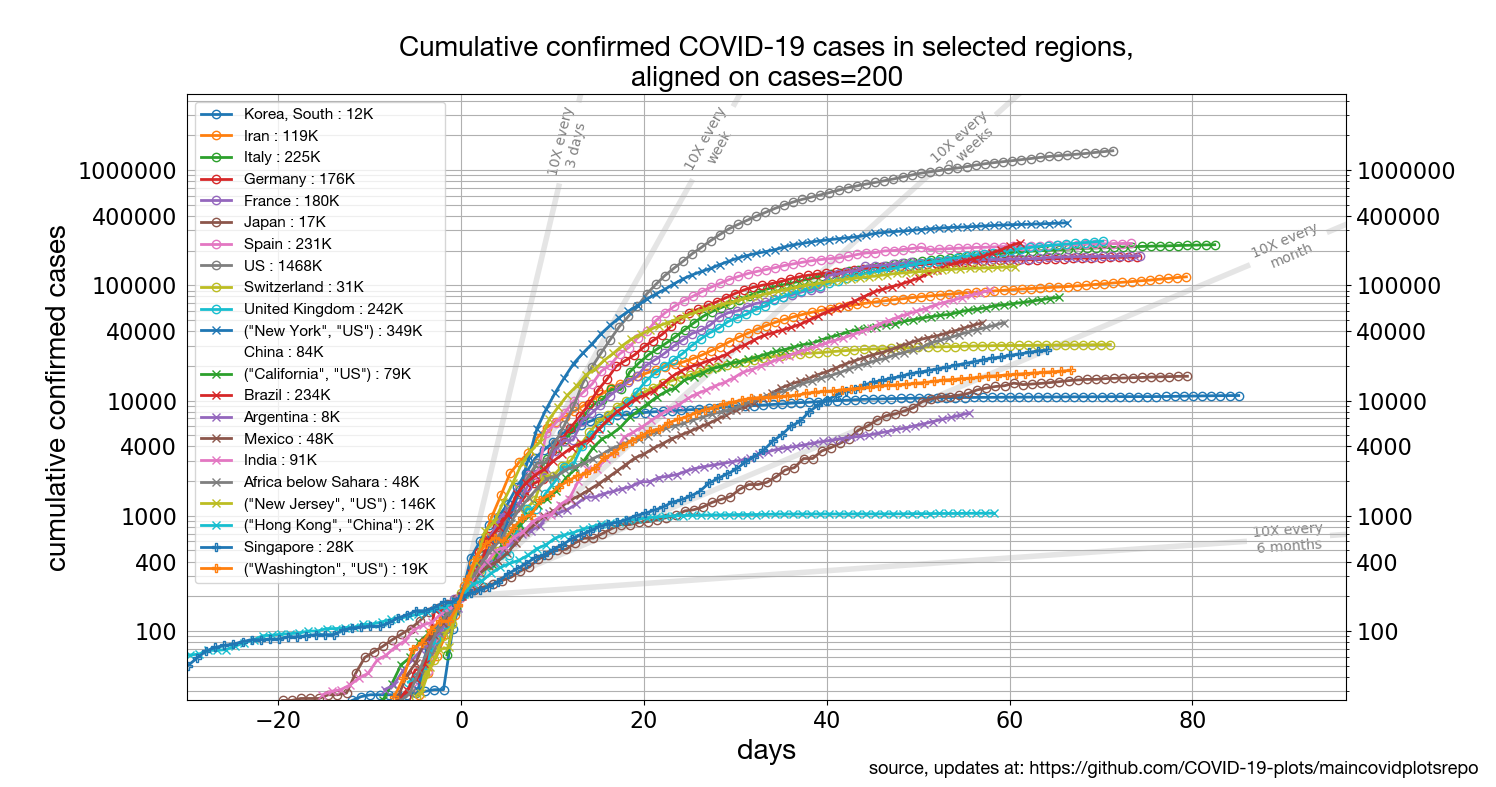 Cumulative confirmed COVID-19 cases in selected regions,
aligned on cases=200
cumulative confirmed cases
1000000
400000
100000
40000
10000
4000
1000
400
100
Korea, South : 12K
Iran : 119K
Italy : 225K
Germany : 176K
France : 180K
Japan : 17K
Spain : 231K
US : 1468K
Switzerland : 31K
United Kingdom : 242K
("New York", "US") : 349K
China : 84K
("California", "US") : 79K
Brazil : 234K
Argentina : 8K
Mexico : 48K
India : 91K
Africa below Sahara : 48K
("New Jersey", "US") : 146K
("Hong Kong", "China") : 2K
Singapore : 28K
("Washington", "US") : 19K
10X every
3 days
10X every
week
10X every
2 weeks
10X every
month
10X every
6 months
1000000
400000
100000
40000
10000
4000
1000
400
100
−20
0
20
40
60
80
days
source, updates at: https://github.com/COVID-19-plots/maincovidplotsrepo